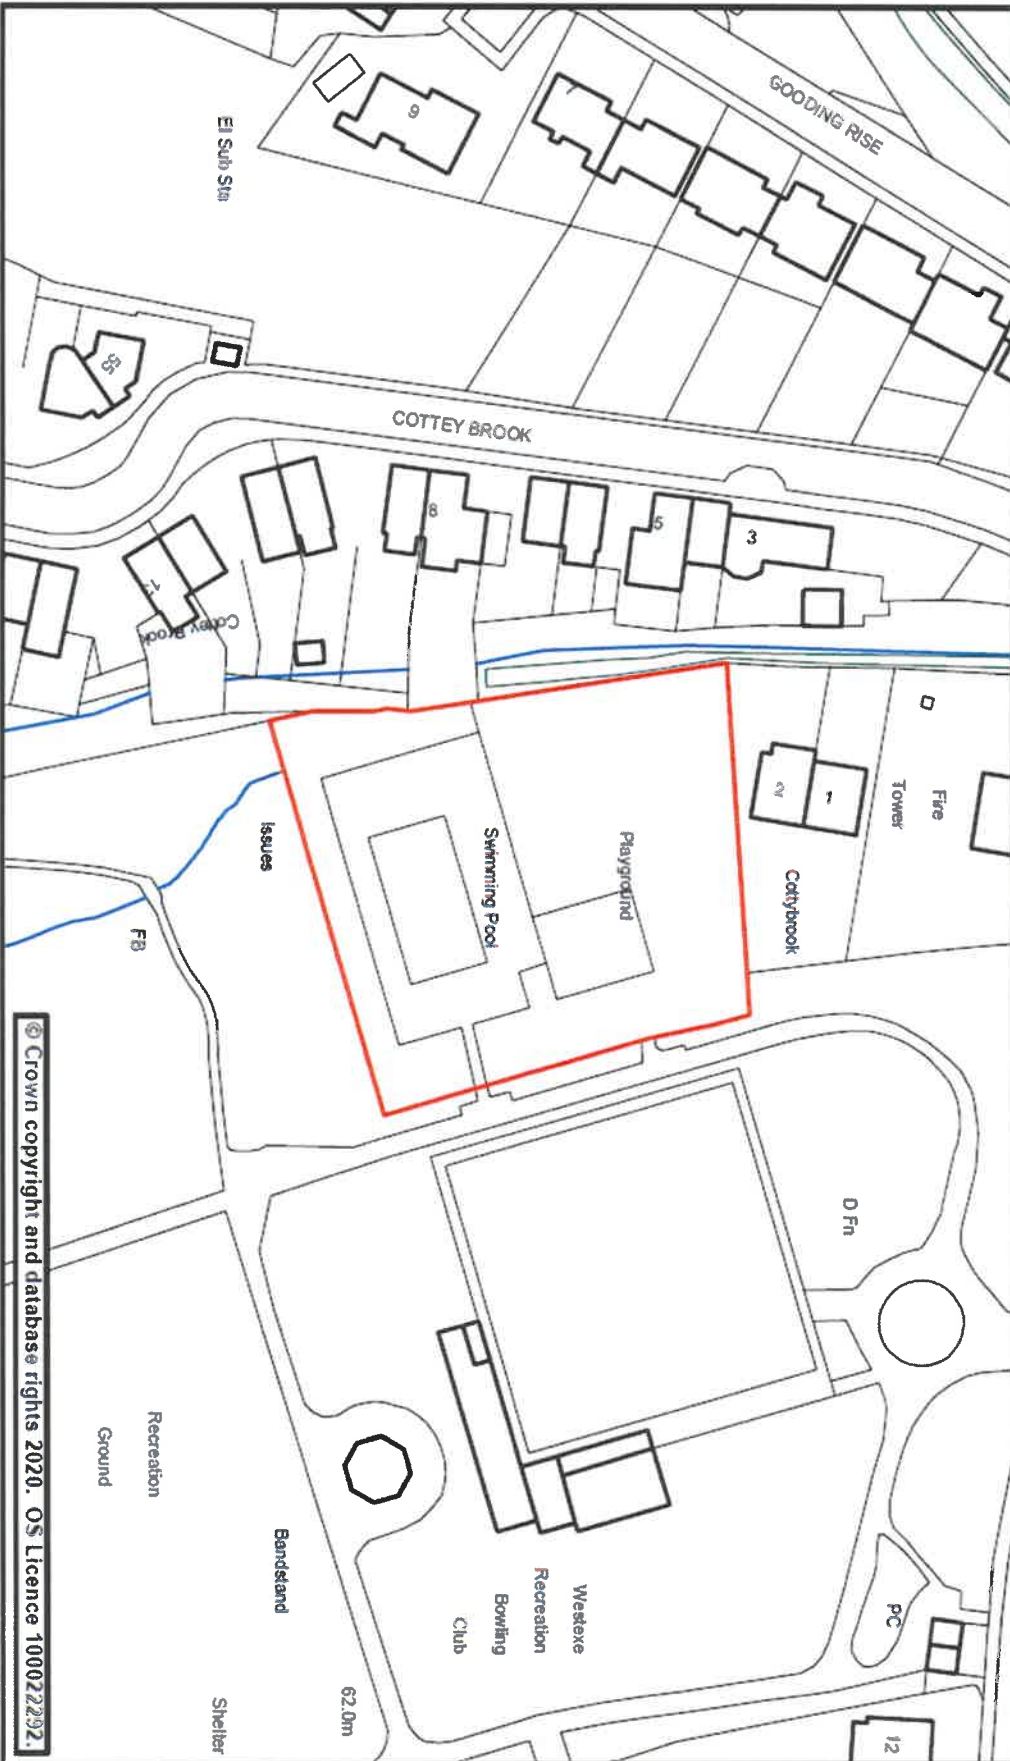 GOODING RISE
9
7
El Sub Sta
55
COTTEY BROOK
8
5
3
17
Cottey Brook
Fire
Tower
1
2
Cottybrook
Playground
Swimming Pool
Issues
FB
D Fn
PC
12
Westexe
Recreation
Bowling
Club
Bandstand
62.0m
Shelter
Recreation
Ground
© Crown copyright and database rights 2020. OS Licence 100022292.